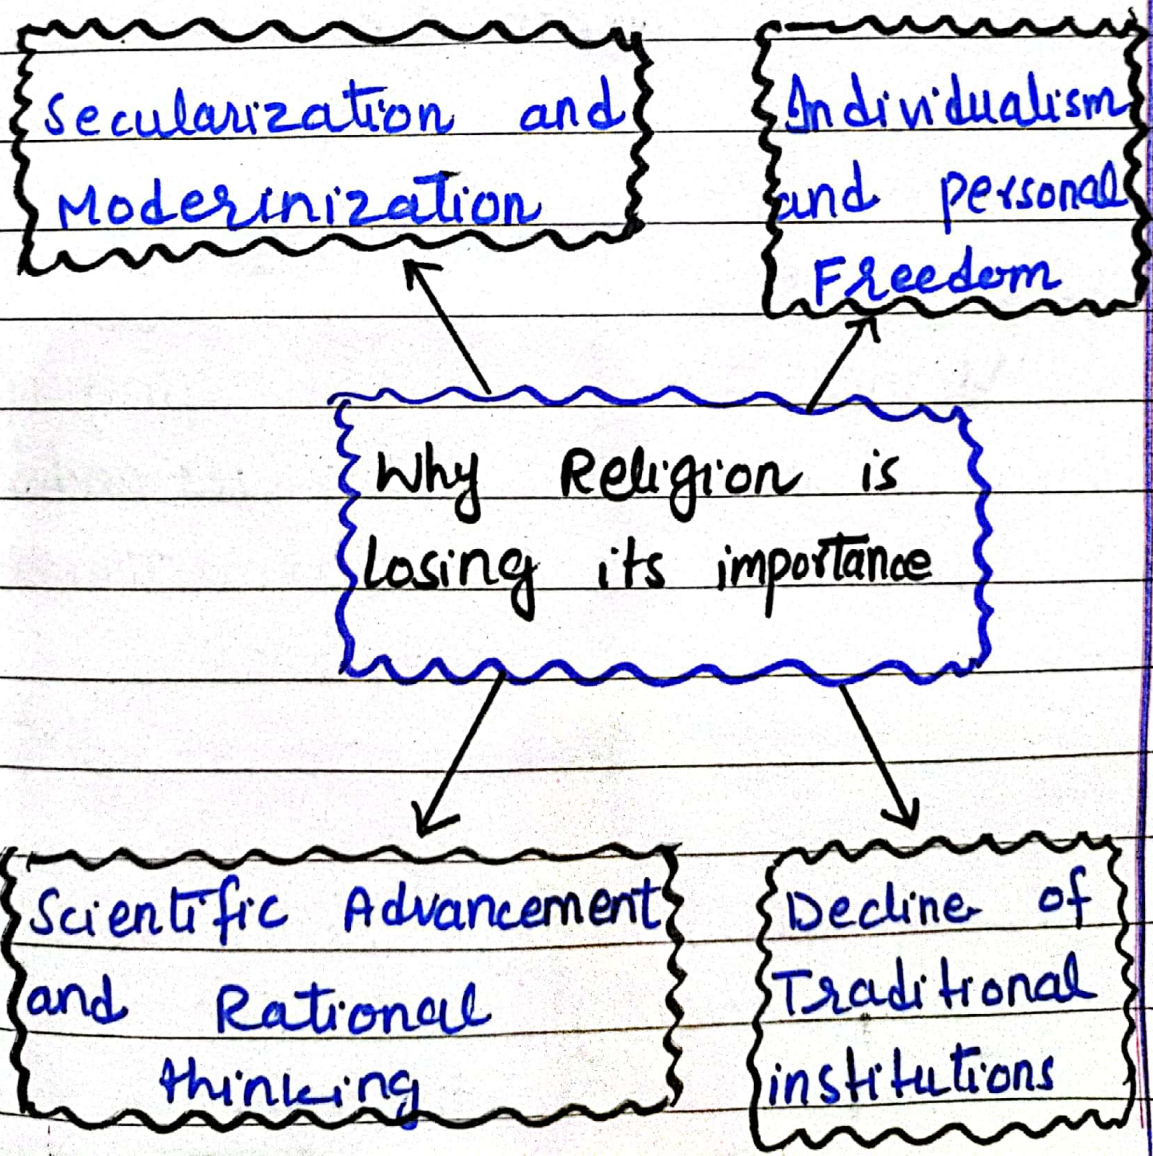 Secularization and
Moderinization
Individualism
and personal
Freedom
Why Religion is
Losing its importance
Scientific Advancement
and Rational
thinking
Decline of
Traditional
institutions